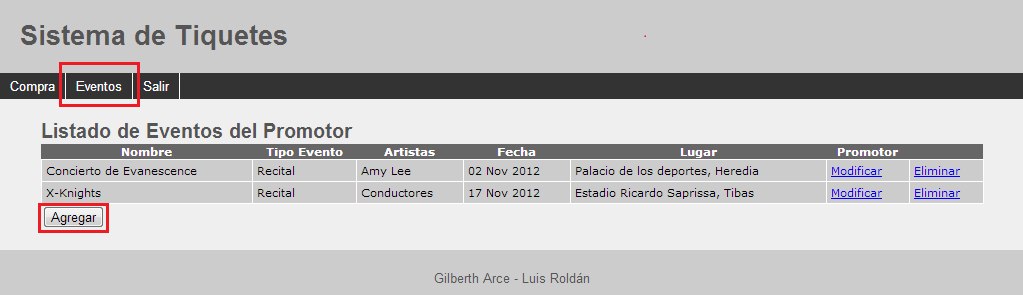 Sistema de Tiquetes
Compra Eventos Salir
Listado de Eventos del Promotor
Nombre Tipo Evento Artistas Fecha Lugar Promotor
Concierto de Evanescence Recital Amy Lee 02 Nov 2012 Palacio de los deportes, Heredia Modificar Eliminar
X-Knights Recital Conductores 17 Nov 2012 Estadio Ricardo Saprissa, Tibas Modificar Eliminar
Agregar
Gilberth Arce - Luis Roldán